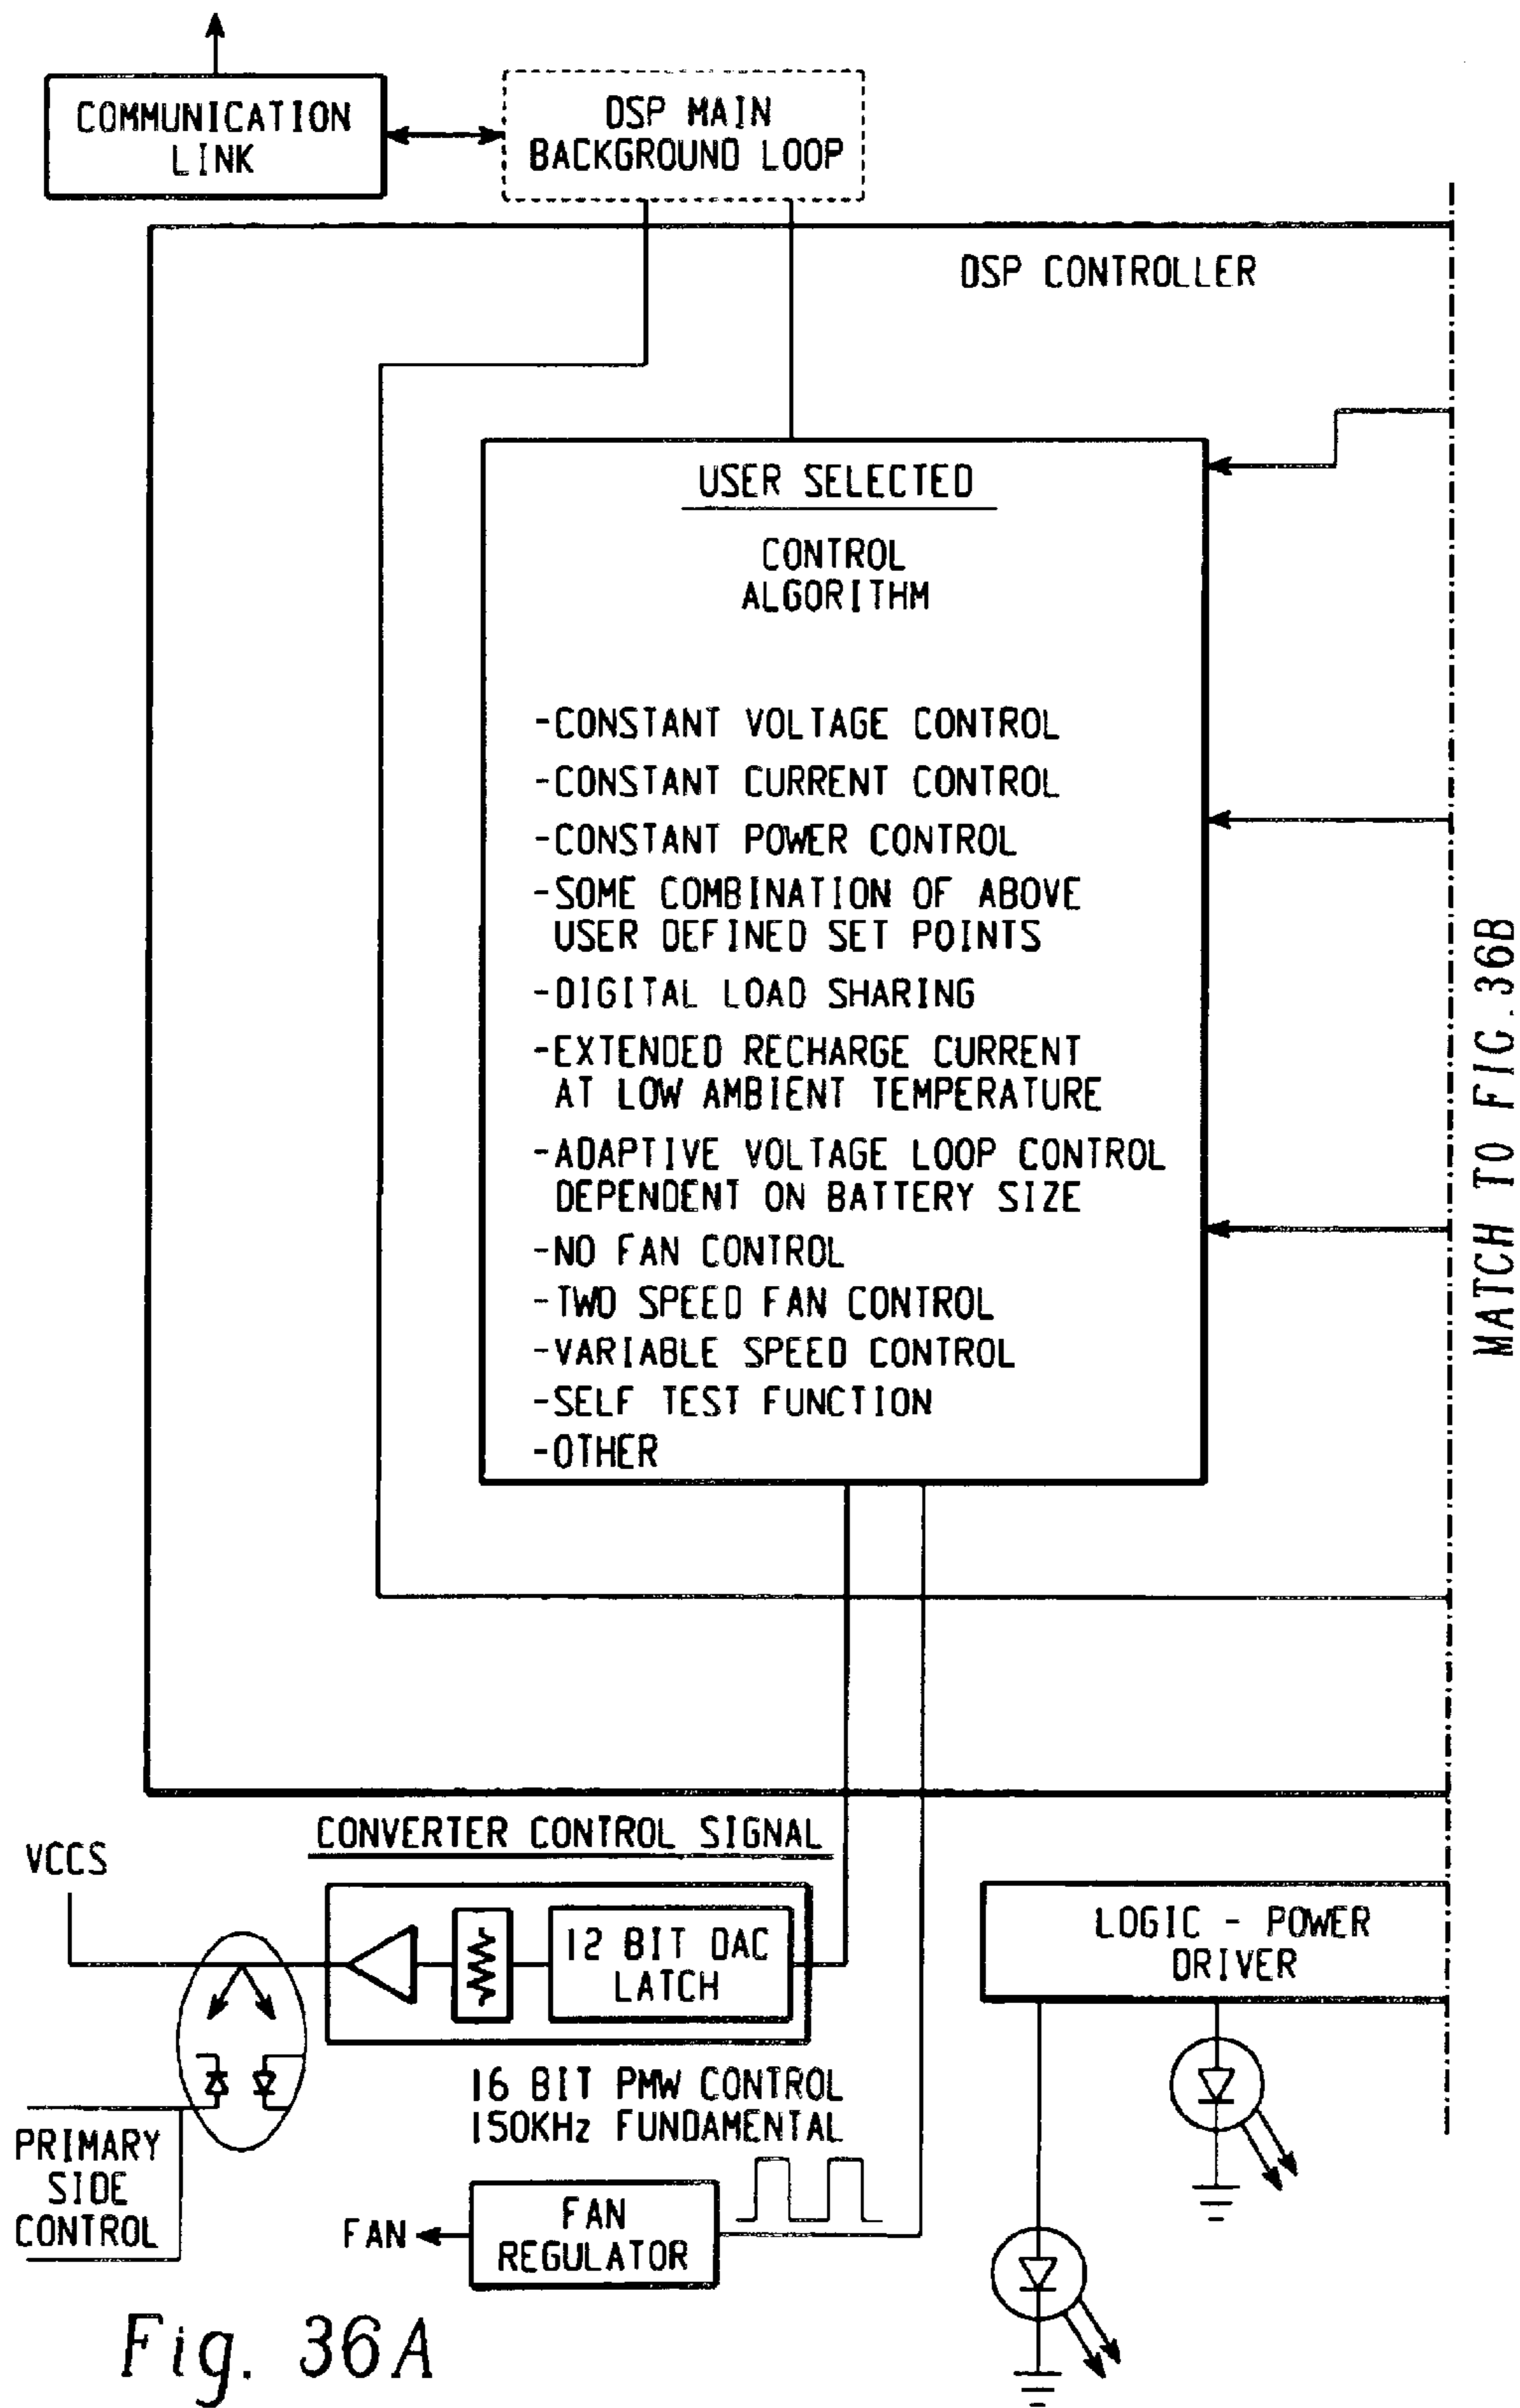 COMMUNICATION
LINK
DSP MAIN
BACKGROUND LOOP
DSP CONTROLLER
USER SELECTED
CONTROL
ALGORITHM
-CONSTANT VOLTAGE CONTROL
-CONSTANT CURRENT CONTROL
-CONSTANT POWER CONTROL
-SOME COMBINATION OF ABOVE
USER DEFINED SET POINTS
-DIGITAL LOAD SHARING
-EXTENDED RECHARGE CURRENT
AT LOW AMBIENT TEMPERATURE
-ADAPTIVE VOLTAGE LOOP CONTROL
DEPENDENT ON BATTERY SIZE
-NO FAN CONTROL
-TWO SPEED FAN CONTROL
-VARIABLE SPEED CONTROL
-SELF TEST FUNCTION
-OTHER
MATCH TO FIG.36B
CONVERTER CONTROL SIGNAL
VCCS
12 BIT DAC
LATCH
LOGIC - POWER
DRIVER
16 BIT PMW CONTROL
150KHz FUNDAMENTAL
PRIMARY
SIDE
CONTROL
FAN
FAN
REGULATOR
Fig. 36A